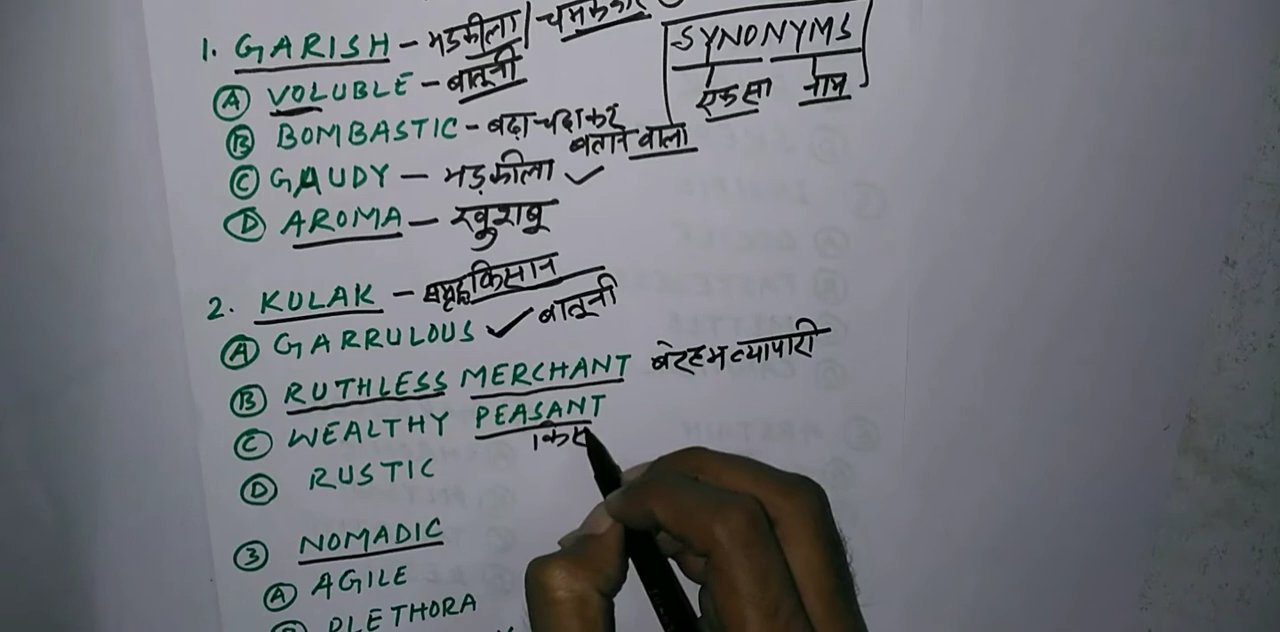 1. GARISH - भड़कीला / चमकदार
SYNONYMS
एकसा नाम
A VOLUBLE - बातूनी
B BOMBASTIC - बढ़ा-चढ़ा कर
बताने वाला
C GAUDY - भड़कीला ✓
D AROMA - खुशबू
2. KULAK - समृद्ध किसान
A GARRULOUS ✓ बातूनी
B RUTHLESS MERCHANT बेरहम व्यापारी
C WEALTHY PEASANT
D RUSTIC
3 NOMADIC
A AGILE
PLETHORA